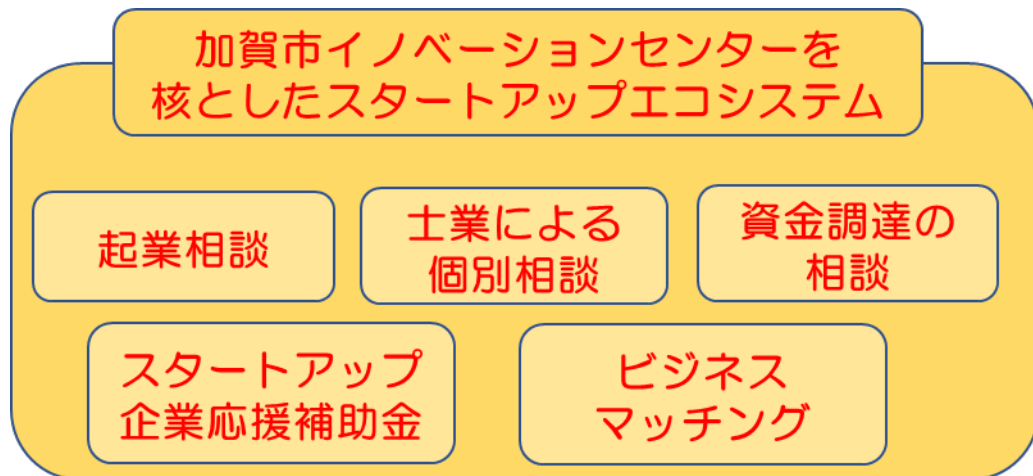 加賀市イノベーションセンターを
核としたスタートアップエコシステム
起業相談
士業による
個別相談
資金調達の
相談
スタートアップ
企業応援補助金
ビジネス
マッチング